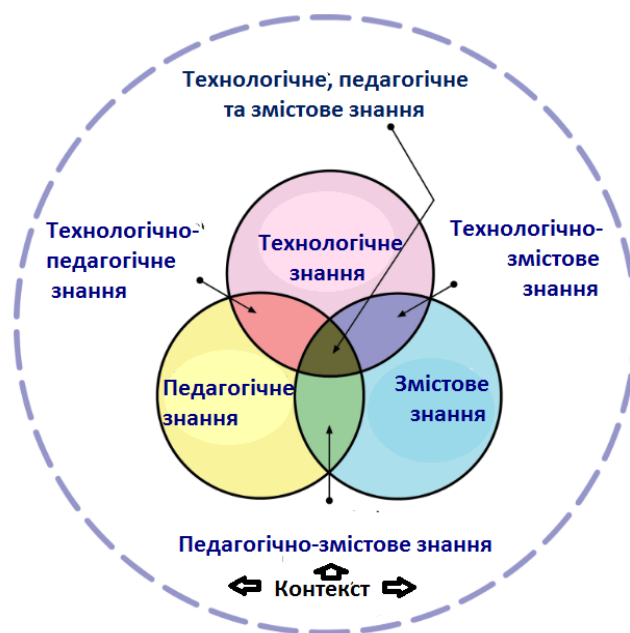 Технологічне, педагогічне
та змістове знання
Технологічно-
педагогічне
знання
Технологічне
знання
Технологічно-
змістове
знання
Педагогічне
знання
Змістове
знання
Педагогічно-змістове знання
Контекст